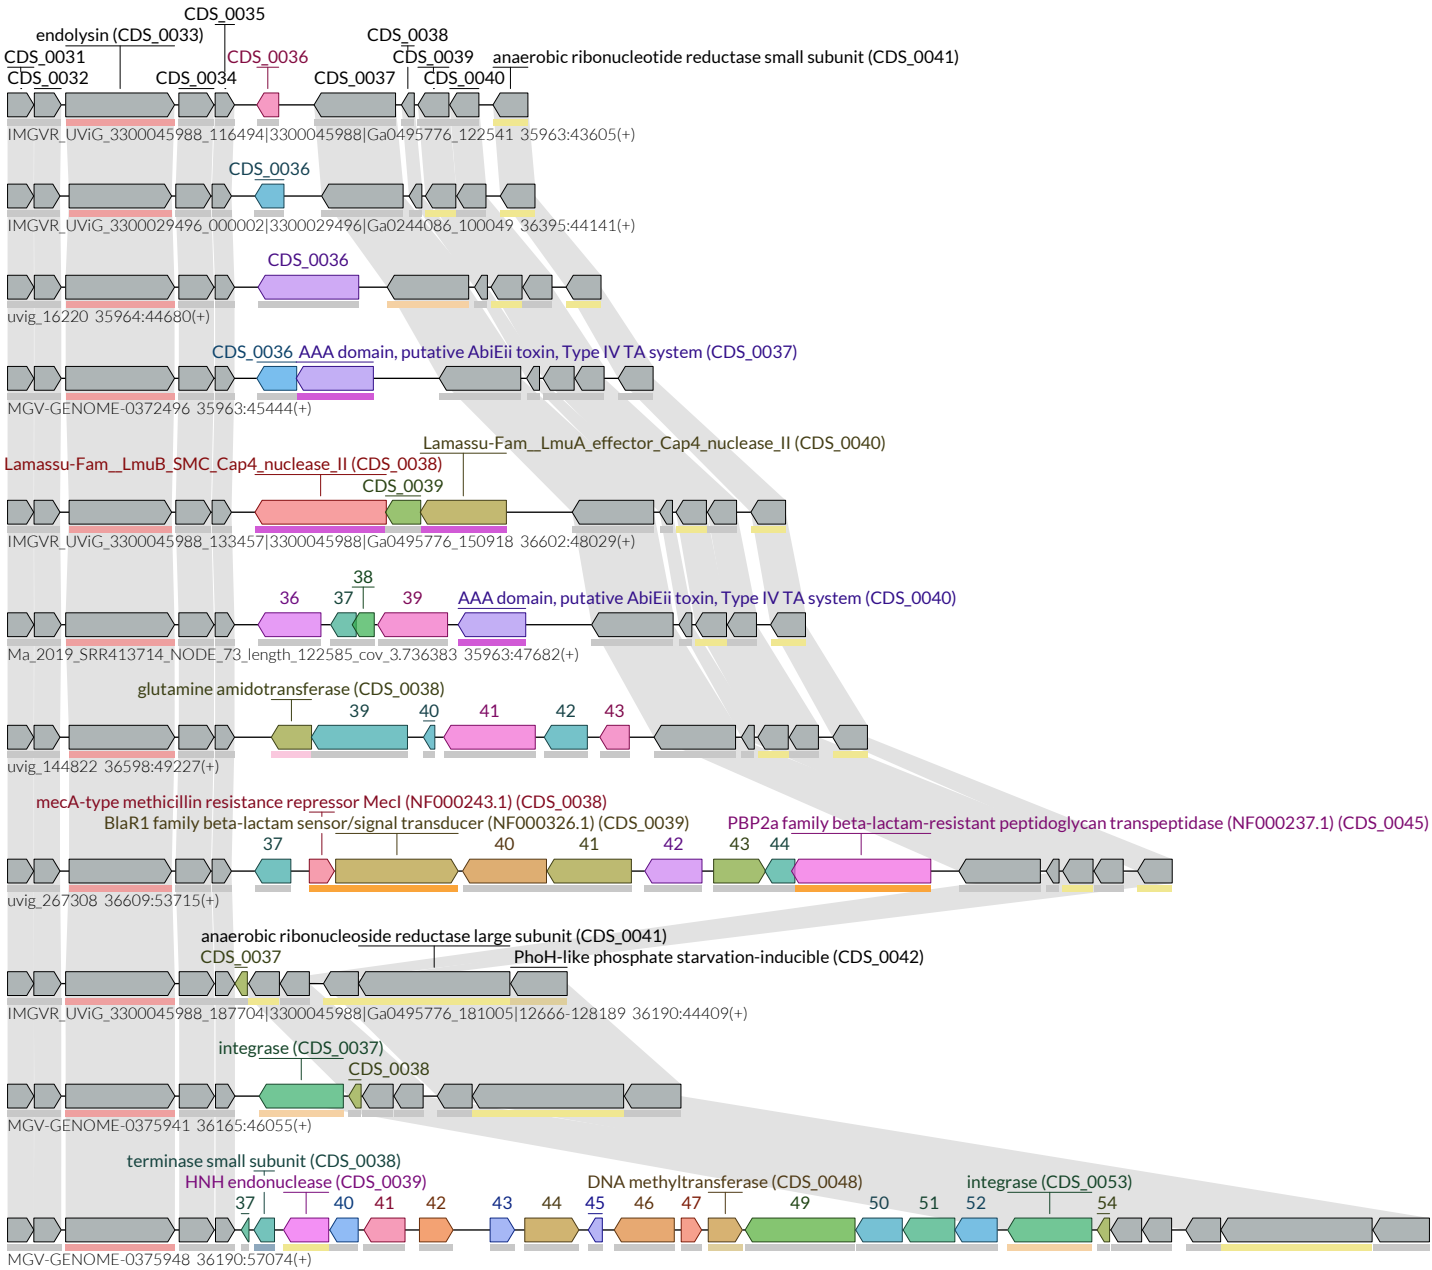 CDS_0035
endolysin (CDS_0033)
CDS_0038
CDS_0031
CDS_0036
CDS_0039
anaerobic ribonucleotide reductase small subunit (CDS_0041)
CDS_0032
CDS_0034
CDS_0037
CDS_0040
IMGVR_UViG_3300045988_116494|3300045988|Ga0495776_122541 35963:43605(+)
CDS_0036
IMGVR_UViG_3300029496_000002|3300029496|Ga0244086_100049 36395:44141(+)
CDS_0036
uvig_16220 35964:44680(+)
CDS_0036 AAA domain, putative AbiEii toxin, Type IV TA system (CDS_0037)
MGV-GENOME-0372496 35963:45444(+)
Lamassu-Fam__LmuA_effector_Cap4_nuclease_II (CDS_0040)
Lamassu-Fam__LmuB_SMC_Cap4_nuclease_II (CDS_0038)
CDS_0039
IMGVR_UViG_3300045988_133457|3300045988|Ga0495776_150918 36602:48029(+)
38
36 37 39 AAA domain, putative AbiEii toxin, Type IV TA system (CDS_0040)
Ma_2019_SRR413714_NODE_73_length_122585_cov_3.736383 35963:47682(+)
glutamine amidotransferase (CDS_0038)
39 40 41 42 43
uvig_144822 36598:49227(+)
mecA-type methicillin resistance repressor MecI (NF000243.1) (CDS_0038)
BlaR1 family beta-lactam sensor/signal transducer (NF000326.1) (CDS_0039)
PBP2a family beta-lactam-resistant peptidoglycan transpeptidase (NF000237.1) (CDS_0045)
37 40 41 42 43 44
uvig_267308 36609:53715(+)
anaerobic ribonucleoside reductase large subunit (CDS_0041)
CDS_0037
PhoH-like phosphate starvation-inducible (CDS_0042)
IMGVR_UViG_3300045988_187704|3300045988|Ga0495776_181005|12666-128189 36190:44409(+)
integrase (CDS_0037)
CDS_0038
MGV-GENOME-0375941 36165:46055(+)
terminase small subunit (CDS_0038)
HNH endonuclease (CDS_0039)
DNA methyltransferase (CDS_0048)
integrase (CDS_0053)
37 40 41 42 43 44 45 46 47 49 50 51 52 54
MGV-GENOME-0375948 36190:57074(+)